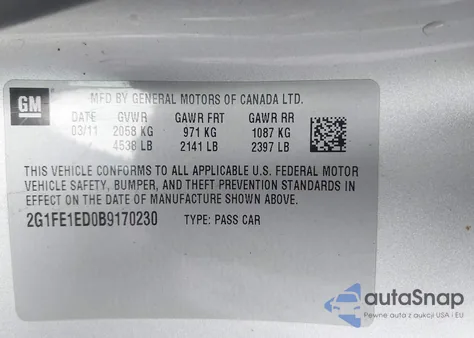 GM
MFD BY GENERAL MOTORS OF CANADA LTD.
DATE GVWR GAWR FRT GAWR RR
03/11 2058 KG 971 KG 1087 KG
4538 LB 2141 LB 2397 LB
THIS VEHICLE CONFORMS TO ALL APPLICABLE U.S. FEDERAL MOTOR
VEHICLE SAFETY, BUMPER, AND THEFT PREVENTION STANDARDS IN
EFFECT ON THE DATE OF MANUFACTURE SHOWN ABOVE.
2G1FE1ED0B9170230 TYPE: PASS CAR
autoSnap
Pewne auta z aukcji USA i EU